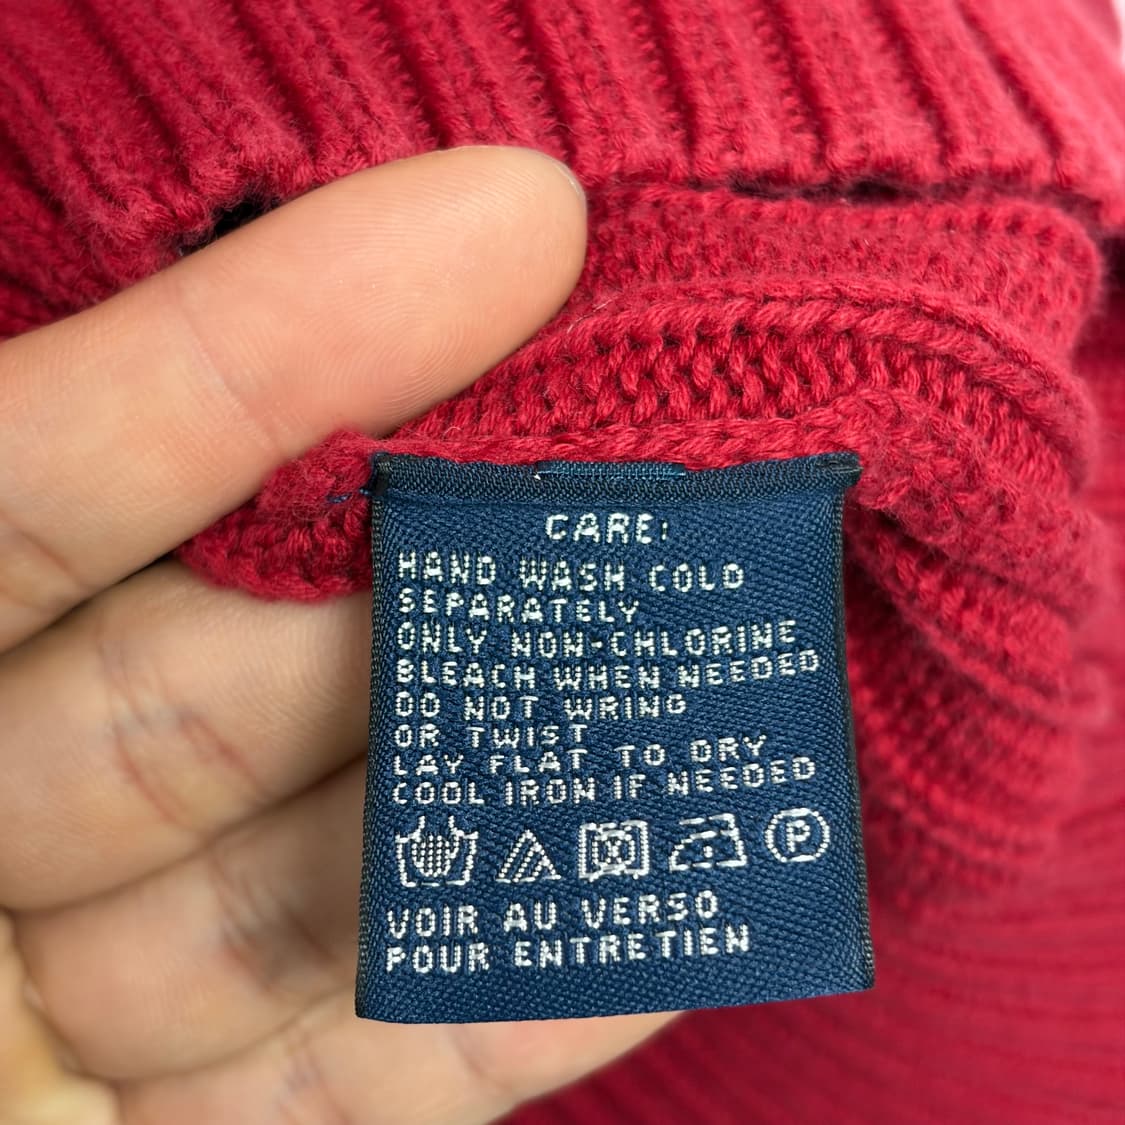 CARE:
HAND WASH COLD
SEPARATELY
ONLY NON-CHLORINE
BLEACH WHEN NEEDED
DO NOT WRING
OR TWIST
LAY FLAT TO DRY
COOL IRON IF NEEDED
P
VOIR AU VERSO
POUR ENTRETIEN